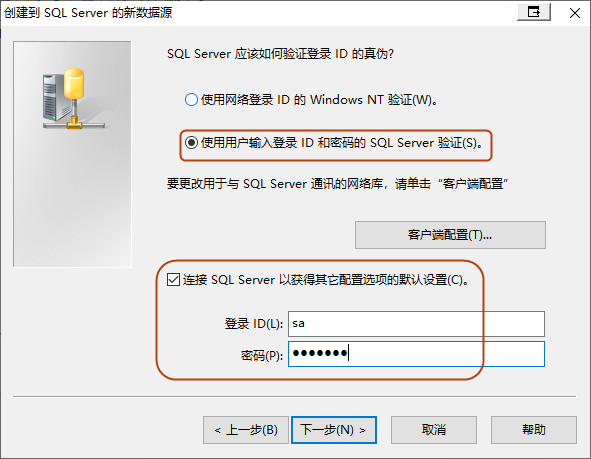 创建到 SQL Server 的新数据源
SQL Server 应该如何验证登录 ID 的真伪?
使用网络登录 ID 的 Windows NT 验证(W)。
使用用户输入登录 ID 和密码的 SQL Server 验证(S)。
要更改用于与 SQL Server 通讯的网络库，请单击“客户端配置”
客户端配置(T)...
连接 SQL Server 以获得其它配置选项的默认设置(C)。
登录 ID(L): sa
密码(P): ●●●●●●●
< 上一步(B) 下一步(N) > 取消 帮助